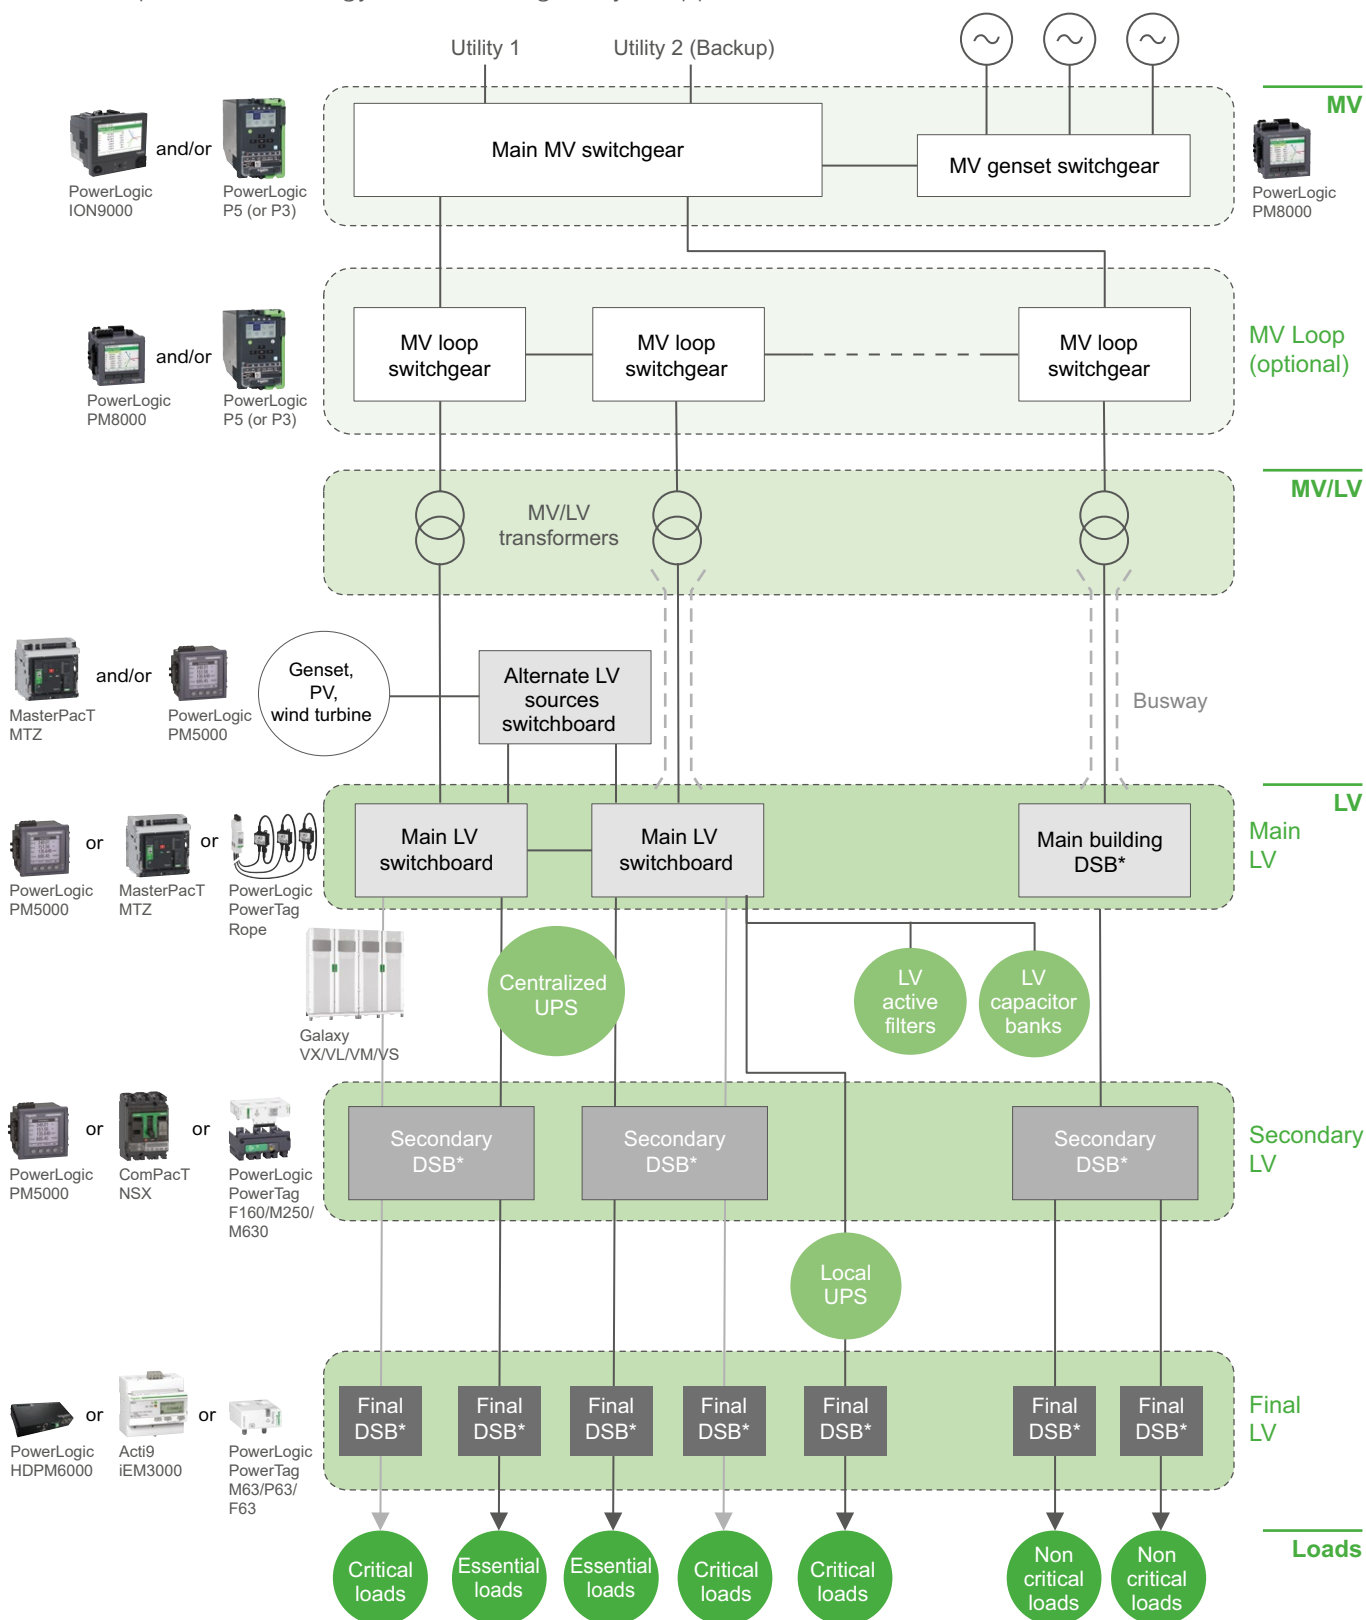 Utility 1
Utility 2 (Backup)
MV
and/or
PowerLogic
ION9000
PowerLogic
P5 (or P3)
Main MV switchgear
MV genset switchgear
PowerLogic
PM8000
and/or
PowerLogic
PM8000
PowerLogic
P5 (or P3)
MV loop
switchgear
MV loop
switchgear
MV loop
switchgear
MV Loop
(optional)
MV/LV
MV/LV
transformers
and/or
MasterPacT
MTZ
PowerLogic
PM5000
Genset,
PV,
wind turbine
Alternate LV
sources
switchboard
Busway
LV
Main
LV
or
or
PowerLogic
PM5000
MasterPacT
MTZ
PowerLogic
PowerTag
Rope
Main LV
switchboard
Main LV
switchboard
Main building
DSB*
Galaxy
VX/VL/VM/VS
Centralized
UPS
LV
active
filters
LV
capacitor
banks
or
or
PowerLogic
PM5000
ComPacT
NSX
PowerLogic
PowerTag
F160/M250/
M630
Secondary
DSB*
Secondary
DSB*
Secondary
DSB*
Secondary
LV
Local
UPS
or
or
PowerLogic
HDPM6000
Acti9
iEM3000
PowerLogic
PowerTag
M63/P63/
F63
Final
DSB*
Final
DSB*
Final
DSB*
Final
DSB*
Final
DSB*
Final
DSB*
Final
DSB*
Final
LV
Loads
Critical
loads
Essential
loads
Essential
loads
Critical
loads
Critical
loads
Non
critical
loads
Non
critical
loads